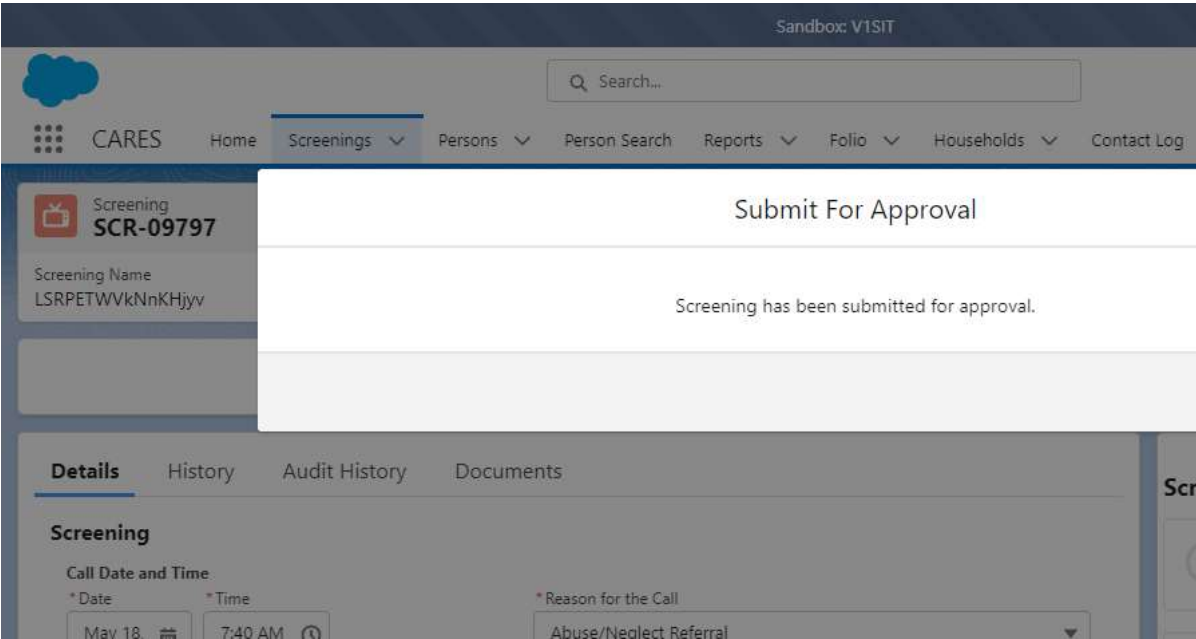 Sandbox: V1SIT
Search...
CARES Home Screenings Persons Person Search Reports Folio Households Contact Log
Screening
SCR-09797
Submit For Approval
Screening Name
LSRPETWVkNnKHjyv
Screening has been submitted for approval.
Details History Audit History Documents
Scr
Screening
Call Date and Time
*Date *Time *Reason for the Call
May 18, 7:40 AM Abuse/Neglect Referral